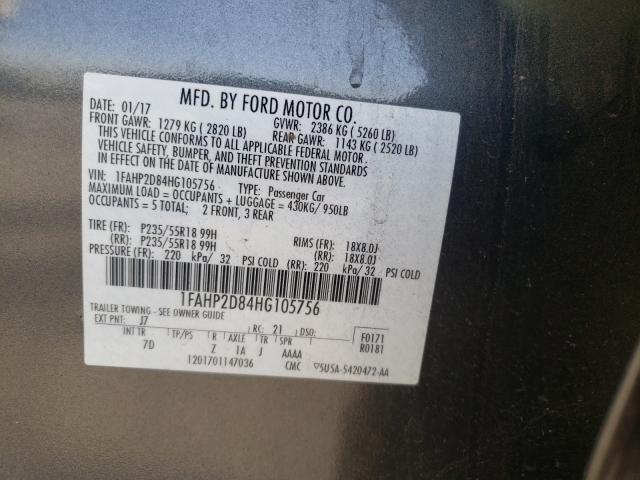 MFD. BY FORD MOTOR CO.
DATE: 01/17
GVWR: 2386 KG ( 5260 LB)
FRONT GAWR: 1279 KG ( 2820 LB)
REAR GAWR: 1143 KG ( 2520 LB)
THIS VEHICLE CONFORMS TO ALL APPLICABLE FEDERAL MOTOR
VEHICLE SAFETY, BUMPER, AND THEFT PREVENTION STANDARDS
IN EFFECT ON THE DATE OF MANUFACTURE SHOWN ABOVE.
VIN: 1FAHP2D84HG105756 TYPE: Passenger Car
MAXIMUM LOAD = OCCUPANTS + LUGGAGE = 430KG/ 950LB
OCCUPANTS = 5 TOTAL; 2 FRONT, 3 REAR
TIRE (FR): P235/55R18 99H RIMS (FR): 18X8.0J
(RR): P235/55R18 99H (RR): 18X8.0J
PRESSURE (FR): 220 kPa/ 32 PSI COLD (RR): 220 kPa/ 32 PSI COLD
1FAHP2D84HG105756
TRAILER TOWING - SEE OWNER GUIDE
EXT PNT: J7 RC: 21 DSO: F0171
INT TR TP/PS R AXLE TR SPR R0181
7D Z 1A J AAAA
1201701147036 CMC 5U5A-5420472-AA